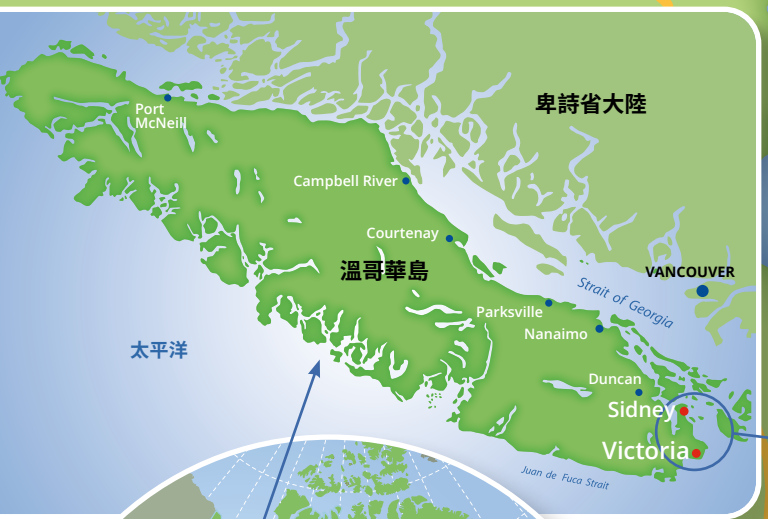 Port
McNeill
卑詩省大陸
Campbell River
Courtenay
溫哥華島
VANCOUVER
Strait of Georgia
Parksville
Nanaimo
太平洋
Duncan
Sidney
Victoria
Juan de Fuca Strait